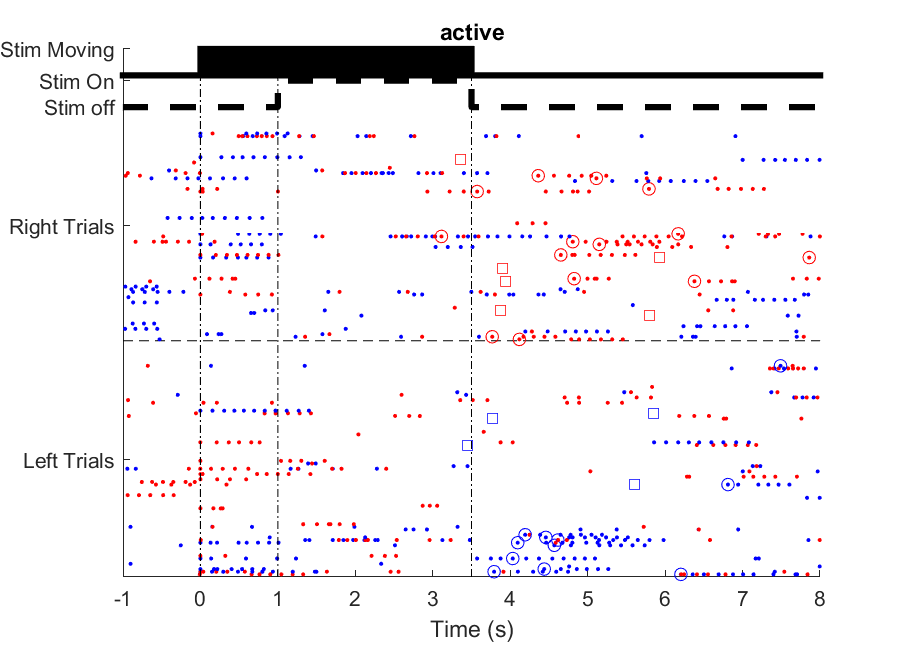 active
Stim Moving
Stim On
Stim off
Right Trials
Left Trials
-1 0 1 2 3 4 5 6 7 8
Time (s)